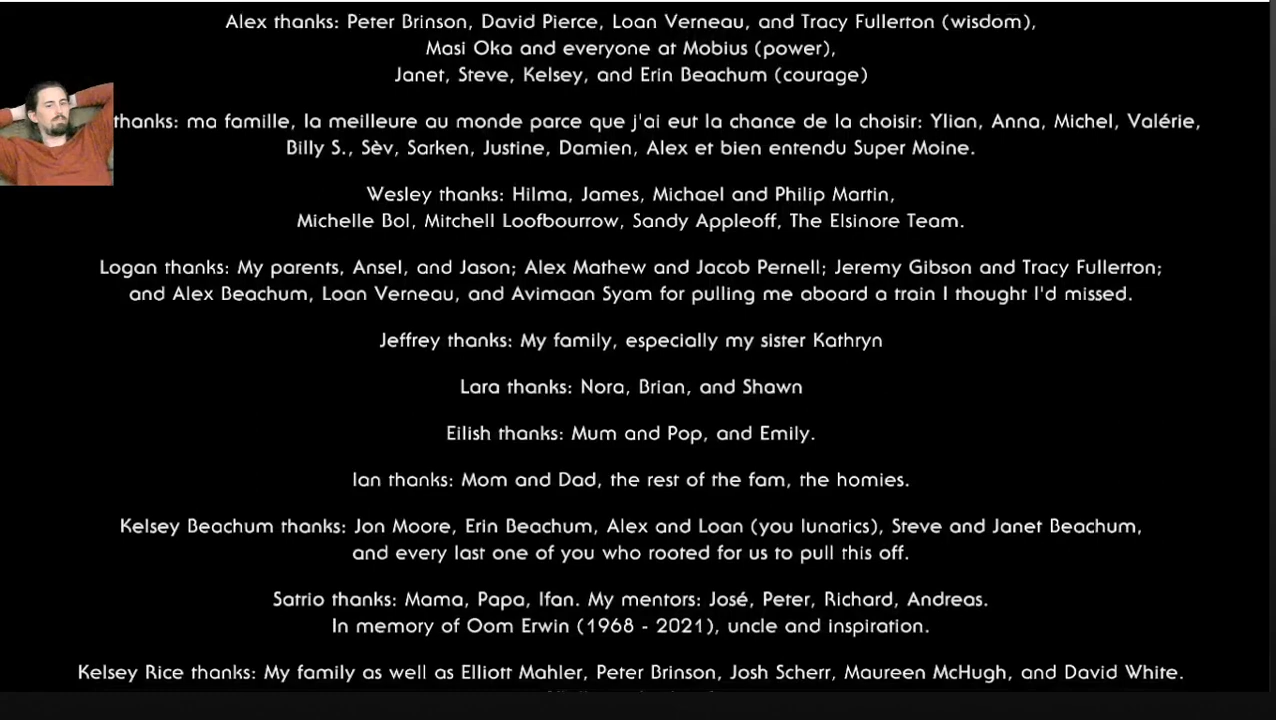 Alex thanks: Peter Brinson, David Pierce, Loan Verneau, and Tracy Fullerton (wisdom),
Masi Oka and everyone at Mobius (power),
Janet, Steve, Kelsey, and Erin Beachum (courage)
thanks: ma famille, la meilleure au monde parce que j'ai eut la chance de la choisir: Ylian, Anna, Michel, Valérie,
Billy S., Sèv, Sarken, Justine, Damien, Alex et bien entendu Super Moine.
Wesley thanks: Hilma, James, Michael and Philip Martin,
Michelle Bol, Mitchell Loofbourrow, Sandy Appleoff, The Elsinore Team.
Logan thanks: My parents, Ansel, and Jason; Alex Mathew and Jacob Pernell; Jeremy Gibson and Tracy Fullerton;
and Alex Beachum, Loan Verneau, and Avimaan Syam for pulling me aboard a train I thought I'd missed.
Jeffrey thanks: My family, especially my sister Kathryn
Lara thanks: Nora, Brian, and Shawn
Eilish thanks: Mum and Pop, and Emily.
Ian thanks: Mom and Dad, the rest of the fam, the homies.
Kelsey Beachum thanks: Jon Moore, Erin Beachum, Alex and Loan (you lunatics), Steve and Janet Beachum,
and every last one of you who rooted for us to pull this off.
Satrio thanks: Mama, Papa, Ifan. My mentors: José, Peter, Richard, Andreas.
In memory of Oom Erwin (1968 - 2021), uncle and inspiration.
Kelsey Rice thanks: My family as well as Elliott Mahler, Peter Brinson, Josh Scherr, Maureen McHugh, and David White.